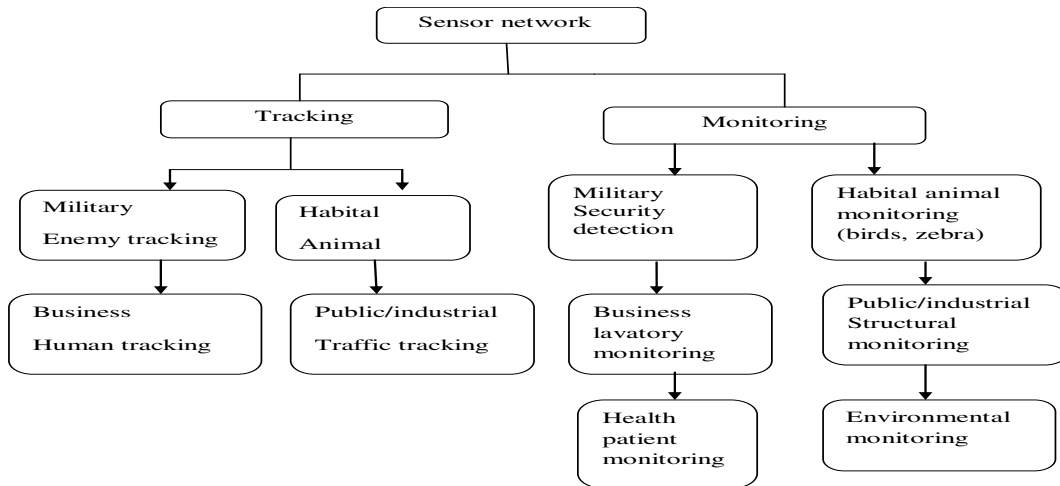 Sensor network
Tracking
Monitoring
Military
Enemy tracking
Habital
Animal
Military
Security
detection
Habital animal
monitoring
(birds, zebra)
Business
Human tracking
Public/industrial
Traffic tracking
Business
lavatory
monitoring
Public/industrial
Structural
monitoring
Health
patient
monitoring
Environmental
monitoring